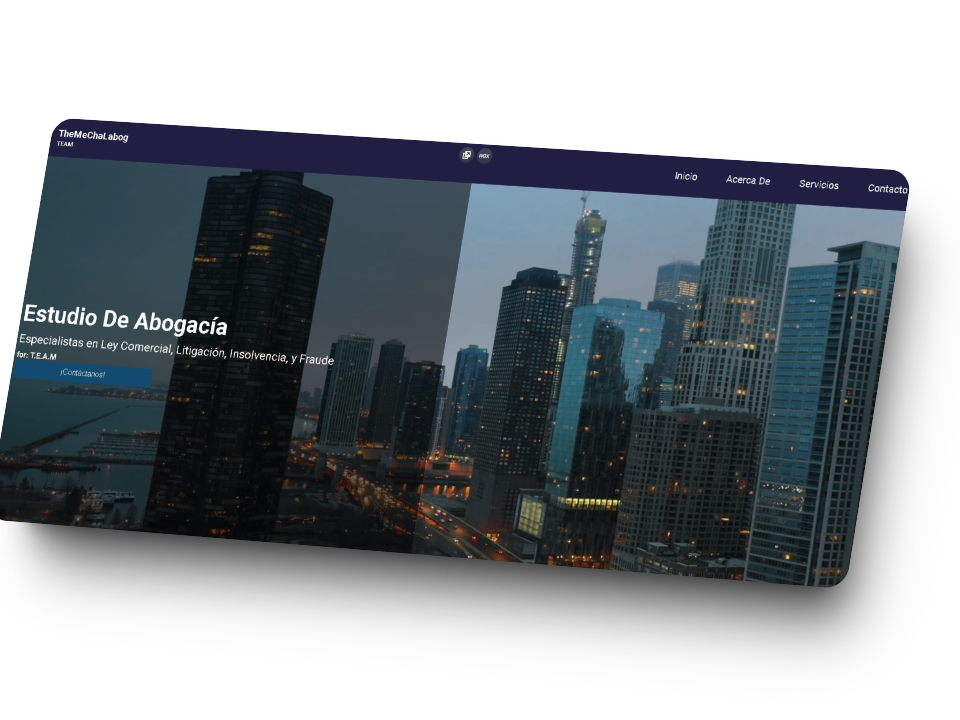 TheMeChaLabog
TEAM
Inicio
Acerca De
Servicios
Contacto
Estudio De Abogacía
Especialistas en Ley Comercial, Litigación, Insolvencia, y Fraude
for: T.E.A.M
¡Contáctanos!